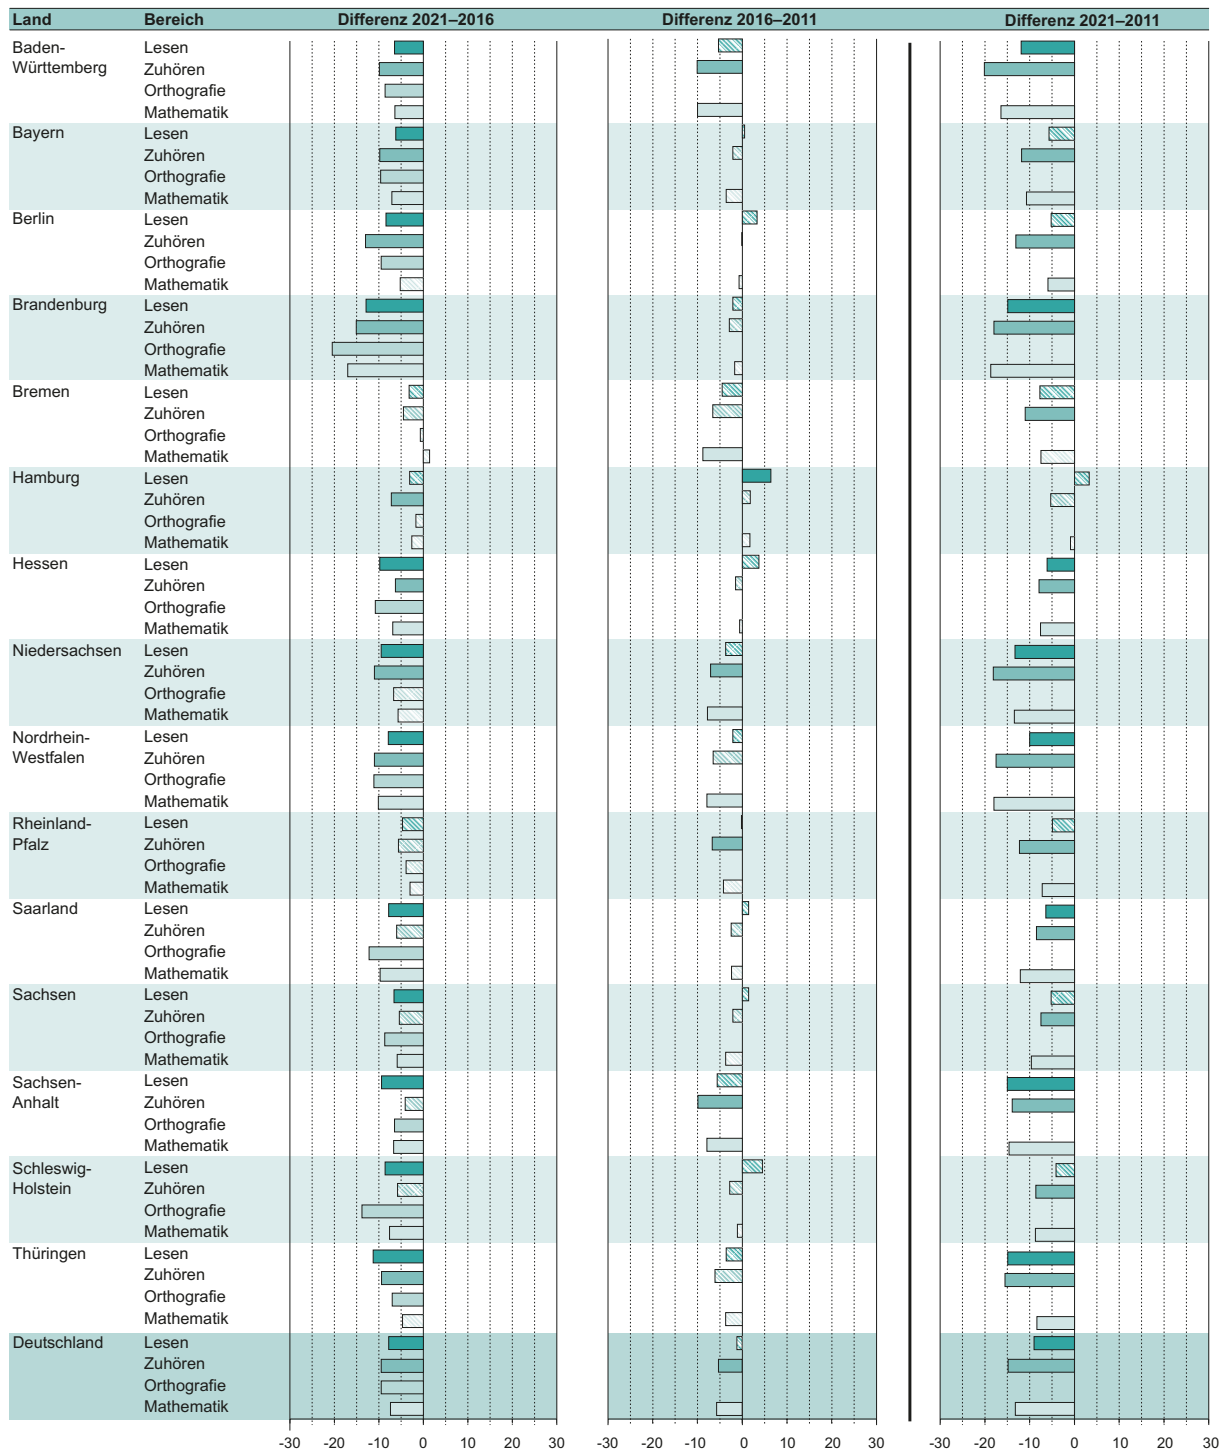 Land Bereich Differenz 2021–2016 Differenz 2016–2011 Differenz 2021–2011
Baden- Lesen
Württemberg Zuhören
Orthografie
Mathematik
Bayern Lesen
Zuhören
Orthografie
Mathematik
Berlin Lesen
Zuhören
Orthografie
Mathematik
Brandenburg Lesen
Zuhören
Orthografie
Mathematik
Bremen Lesen
Zuhören
Orthografie
Mathematik
Hamburg Lesen
Zuhören
Orthografie
Mathematik
Hessen Lesen
Zuhören
Orthografie
Mathematik
Niedersachsen Lesen
Zuhören
Orthografie
Mathematik
Nordrhein- Lesen
Westfalen Zuhören
Orthografie
Mathematik
Rheinland- Lesen
Pfalz Zuhören
Orthografie
Mathematik
Saarland Lesen
Zuhören
Orthografie
Mathematik
Sachsen Lesen
Zuhören
Orthografie
Mathematik
Sachsen- Lesen
Anhalt Zuhören
Orthografie
Mathematik
Schleswig- Lesen
Holstein Zuhören
Orthografie
Mathematik
Thüringen Lesen
Zuhören
Orthografie
Mathematik
Deutschland Lesen
Zuhören
Orthografie
Mathematik
-30 -20 -10 0 10 20 30 -30 -20 -10 0 10 20 30 -30 -20 -10 0 10 20 30